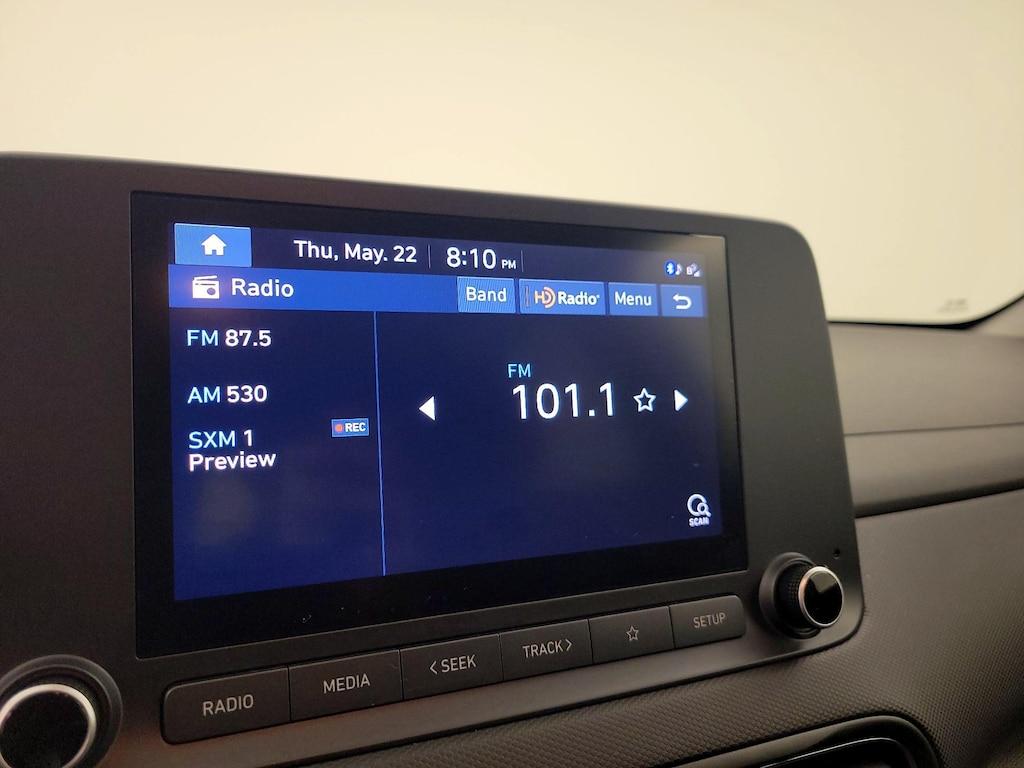 Thu, May. 22 8:10 PM
Radio Band HD Radio Menu
FM 87.5
AM 530
SXM 1 REC
Preview
FM
101.1
SCAN
RADIO MEDIA < SEEK TRACK > SETUP